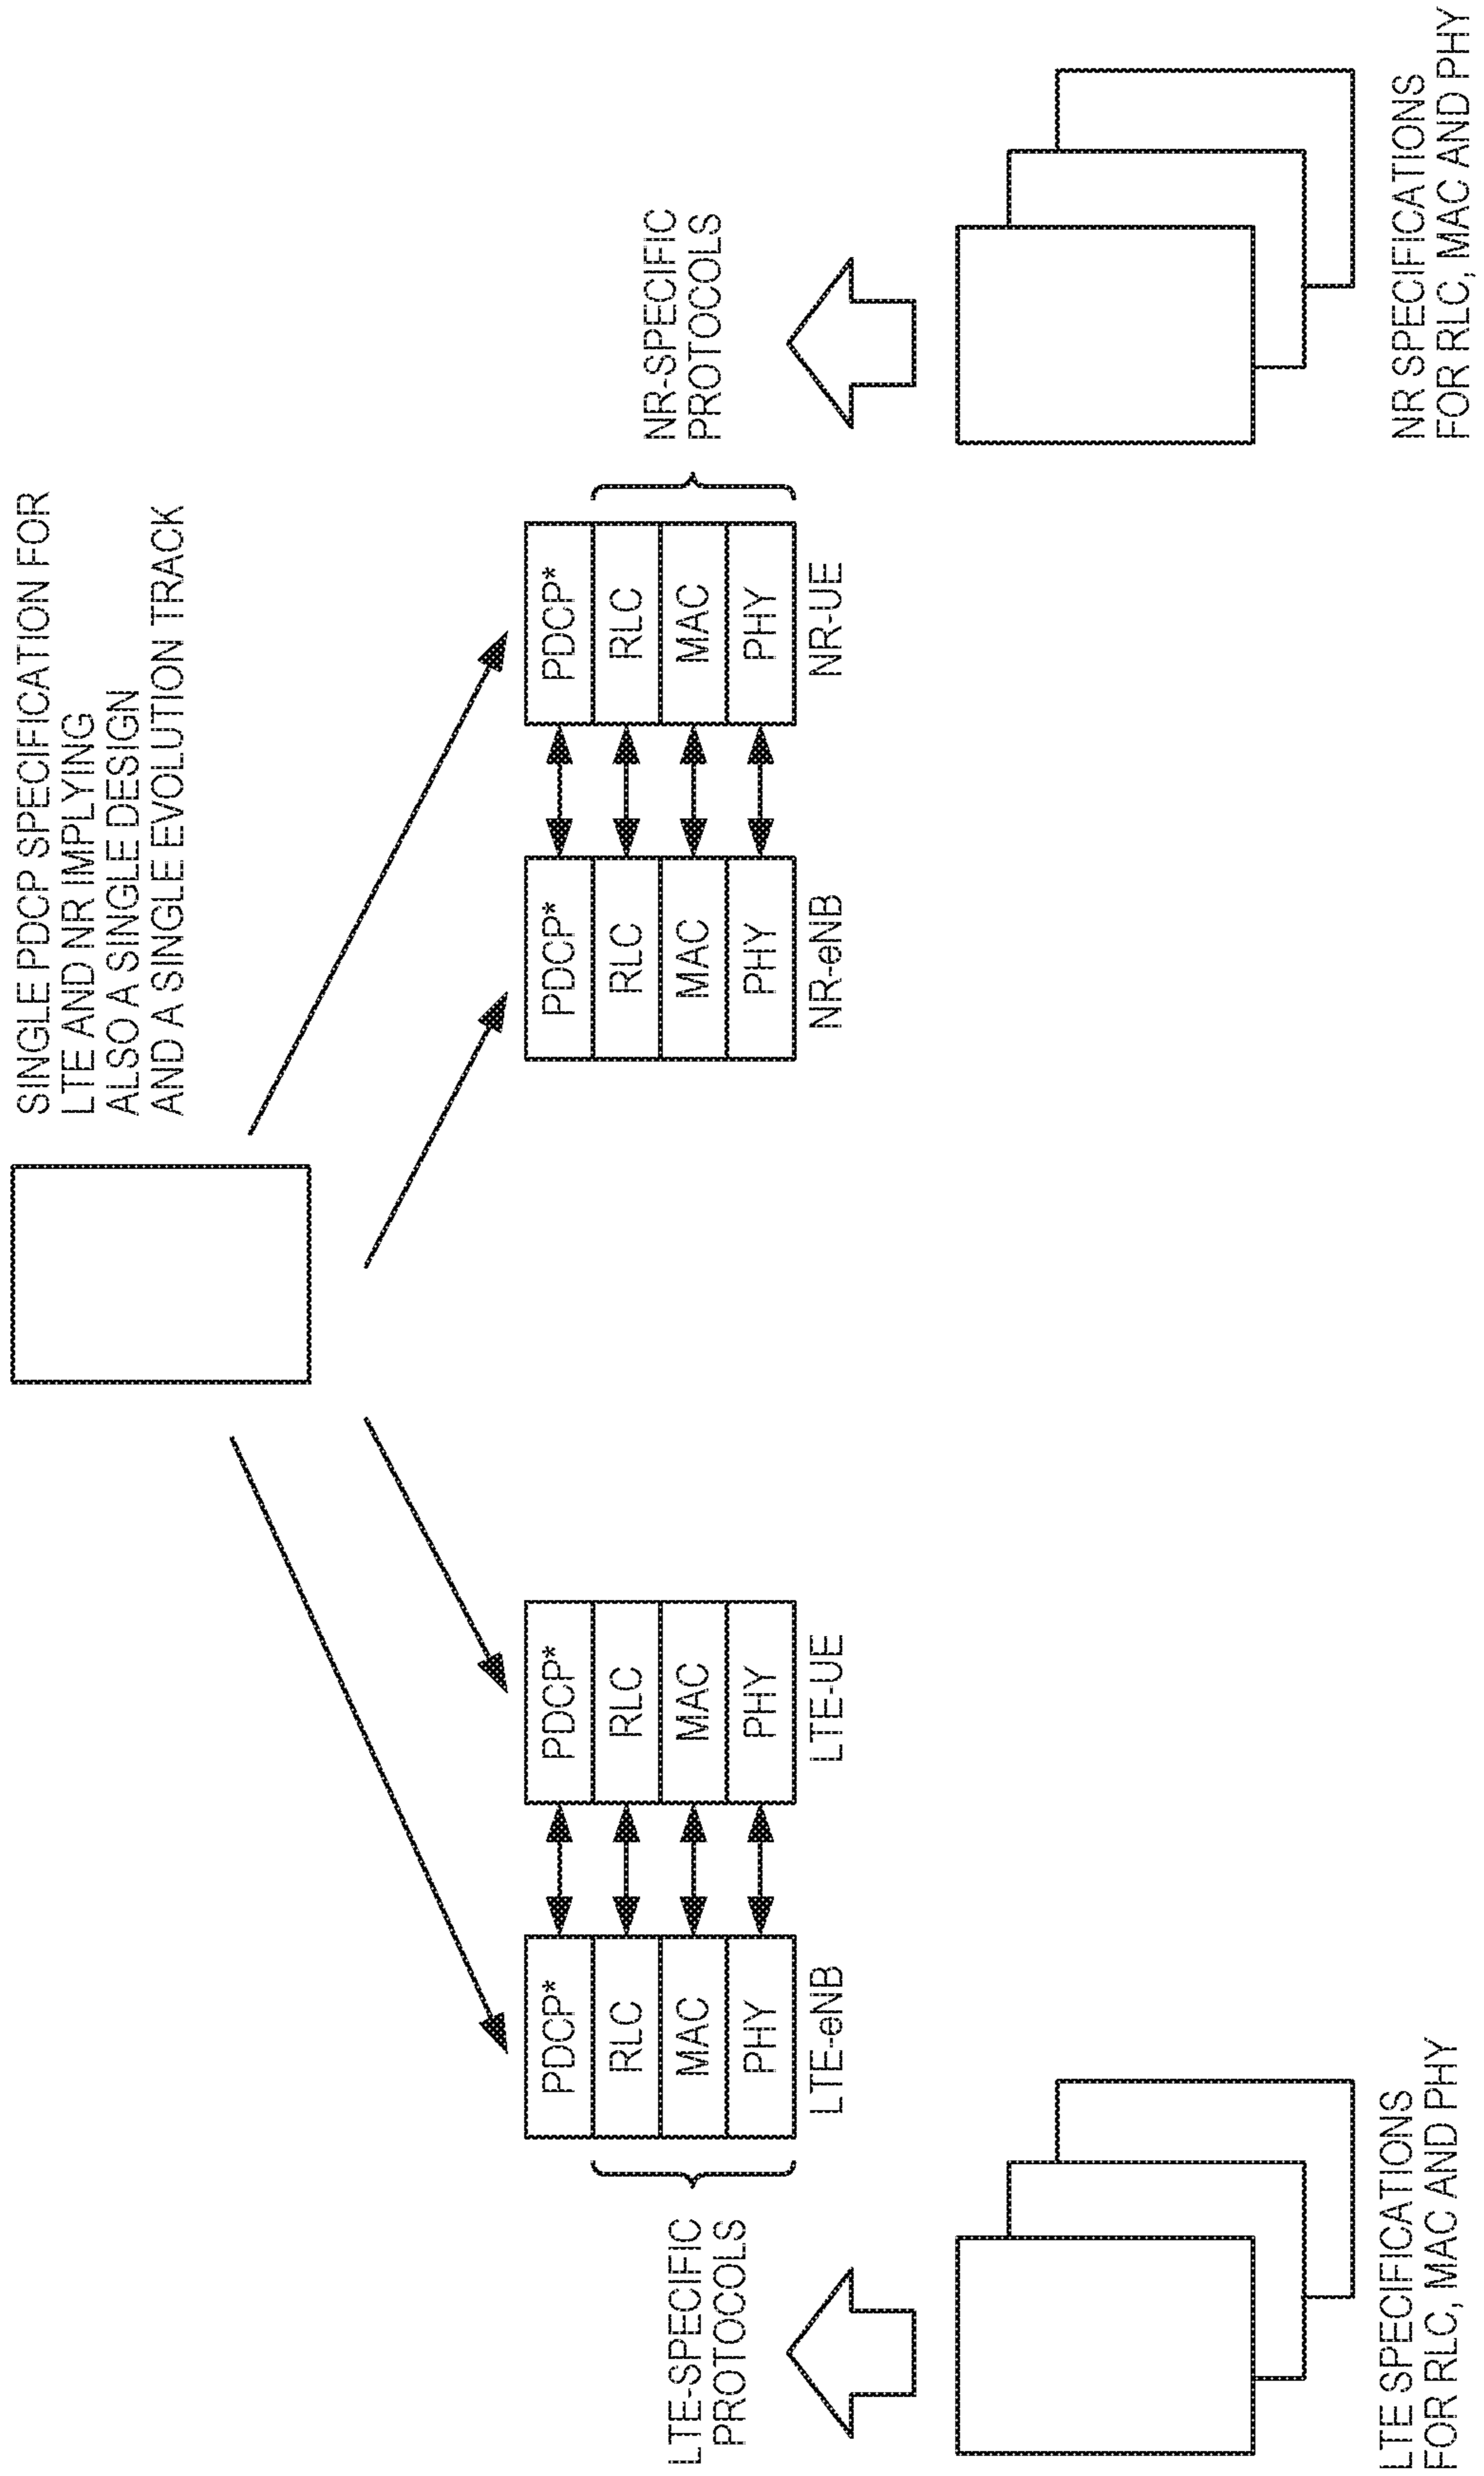 SINGLE PDCP SPECIFICATION FOR
LTE AND NR IMPLYING
ALSO A SINGLE DESIGN
AND A SINGLE EVOLUTION TRACK
LTE-SPECIFIC
PROTOCOLS
PDCP*
RLC
MAC
PHY
LTE-eNB
PDCP*
RLC
MAC
PHY
LTE-UE
PDCP*
RLC
MAC
PHY
NR-eNB
PDCP*
RLC
MAC
PHY
NR-UE
NR-SPECIFIC
PROTOCOLS
LTE SPECIFICATIONS
FOR RLC, MAC AND PHY
NR SPECIFICATIONS
FOR RLC, MAC AND PHY